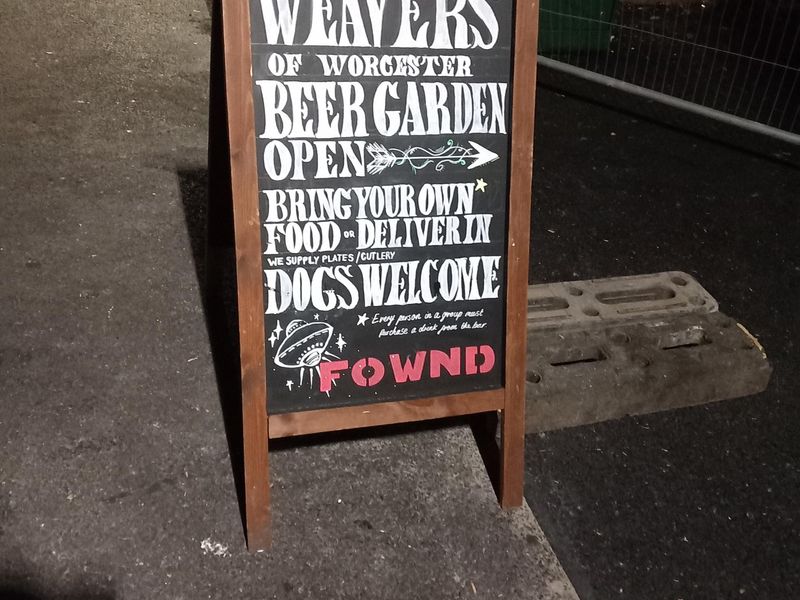 WEAVERS
OF WORCESTER
BEER GARDEN
OPEN
BRING YOUR OWN
FOOD OR DELIVER IN
WE SUPPLY PLATES/CUTLERY
DOGS WELCOME
Every person in a group must
Purchase a drink from the bar
FOWND